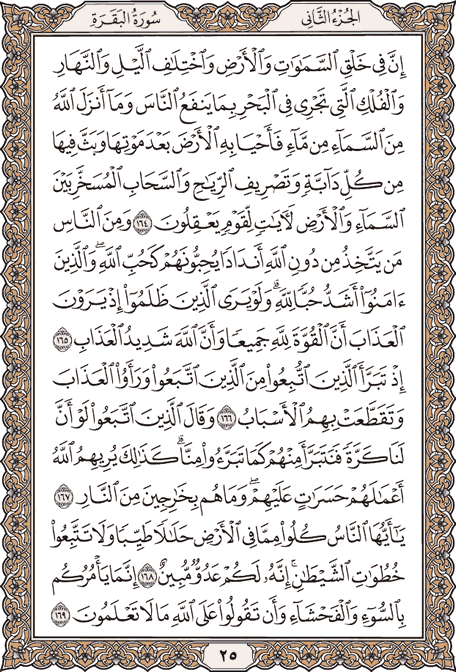 الجزء الثاني سورة البقرة
إِنَّ فِي خَلْقِ ٱلسَّمَٰوَٰتِ وَٱلْأَرْضِ وَٱخْتِلَٰفِ ٱلَّيْلِ وَٱلنَّهَارِ
وَٱلْفُلْكِ ٱلَّتِي تَجْرِي فِي ٱلْبَحْرِ بِمَا يَنفَعُ ٱلنَّاسَ وَمَآ أَنزَلَ ٱللَّهُ
مِنَ ٱلسَّمَآءِ مِن مَّآءٍ فَأَحْيَا بِهِ ٱلْأَرْضَ بَعْدَ مَوْتِهَا وَبَثَّ فِيهَا
مِن كُلِّ دَآبَّةٍ وَتَصْرِيفِ ٱلرِّيَٰحِ وَٱلسَّحَابِ ٱلْمُسَخَّرِ بَيْنَ
ٱلسَّمَآءِ وَٱلْأَرْضِ لَءَايَٰتٍ لِّقَوْمٍ يَعْقِلُونَ ١٦٤ وَمِنَ ٱلنَّاسِ
مَن يَتَّخِذُ مِن دُونِ ٱللَّهِ أَندَادًا يُحِبُّونَهُمْ كَحُبِّ ٱللَّهِۖ وَٱلَّذِينَ
ءَامَنُوٓا۟ أَشَدُّ حُبًّا لِّلَّهِۗ وَلَوْ يَرَى ٱلَّذِينَ ظَلَمُوٓا۟ إِذْ يَرَوْنَ
ٱلْعَذَابَ أَنَّ ٱلْقُوَّةَ لِلَّهِ جَمِيعًا وَأَنَّ ٱللَّهَ شَدِيدُ ٱلْعَذَابِ ١٦٥
إِذْ تَبَرَّأَ ٱلَّذِينَ ٱتُّبِعُوا۟ مِنَ ٱلَّذِينَ ٱتَّبَعُوا۟ وَرَأَوُا۟ ٱلْعَذَابَ
وَتَقَطَّعَتْ بِهِمُ ٱلْأَسْبَابُ ١٦٦ وَقَالَ ٱلَّذِينَ ٱتَّبَعُوا۟ لَوْ أَنَّ
لَنَا كَرَّةً فَنَتَبَرَّأَ مِنْهُمْ كَمَا تَبَرَّءُوا۟ مِنَّاۗ كَذَٰلِكَ يُرِيهِمُ ٱللَّهُ
أَعْمَٰلَهُمْ حَسَرَٰتٍ عَلَيْهِمْۖ وَمَا هُم بِخَٰرِجِينَ مِنَ ٱلنَّارِ ١٦٧
يَٰٓأَيُّهَا ٱلنَّاسُ كُلُوا۟ مِمَّا فِي ٱلْأَرْضِ حَلَٰلًا طَيِّبًا وَلَا تَتَّبِعُوا۟
خُطُوَٰتِ ٱلشَّيْطَٰنِۚ إِنَّهُۥ لَكُمْ عَدُوٌّ مُّبِينٌ ١٦٨ إِنَّمَا يَأْمُرُكُم
بِٱلسُّوٓءِ وَٱلْفَحْشَآءِ وَأَن تَقُولُوا۟ عَلَى ٱللَّهِ مَا لَا تَعْلَمُونَ ١٦٩
٢٥